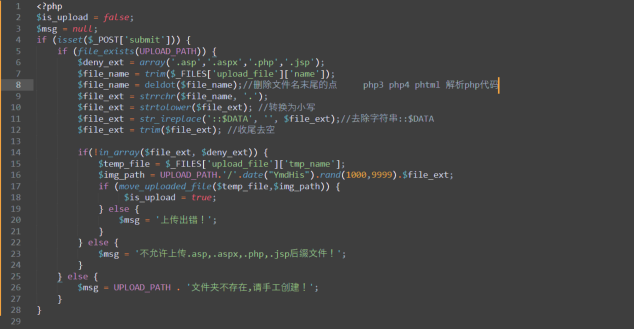 1 <?php
2 $is_upload = false;
3 $msg = null;
4 if (isset($_POST['submit'])) {
5 if (file_exists(UPLOAD_PATH)) {
6 $deny_ext = array('.asp','.aspx','.php','.jsp');
7 $file_name = trim($_FILES['upload_file']['name']);
8 $file_name = deldot($file_name);//删除文件名末尾的点 php3 php4 phtml 解析php代码
9 $file_ext = strrchr($file_name, '.');
10 $file_ext = strtolower($file_ext); //转换为小写
11 $file_ext = str_ireplace('::$DATA', '', $file_ext);//去除字符串::$DATA
12 $file_ext = trim($file_ext); //收尾去空
13
14 if(!in_array($file_ext, $deny_ext)) {
15 $temp_file = $_FILES['upload_file']['tmp_name'];
16 $img_path = UPLOAD_PATH.'/'.date("YmdHis").rand(1000,9999).$file_ext;
17 if (move_uploaded_file($temp_file,$img_path)) {
18 $is_upload = true;
19 } else {
20 $msg = '上传出错！';
21 }
22 } else {
23 $msg = '不允许上传.asp,.aspx,.php,.jsp后缀文件！';
24 }
25 } else {
26 $msg = UPLOAD_PATH . '文件夹不存在,请手工创建！';
27 }
28 }
29